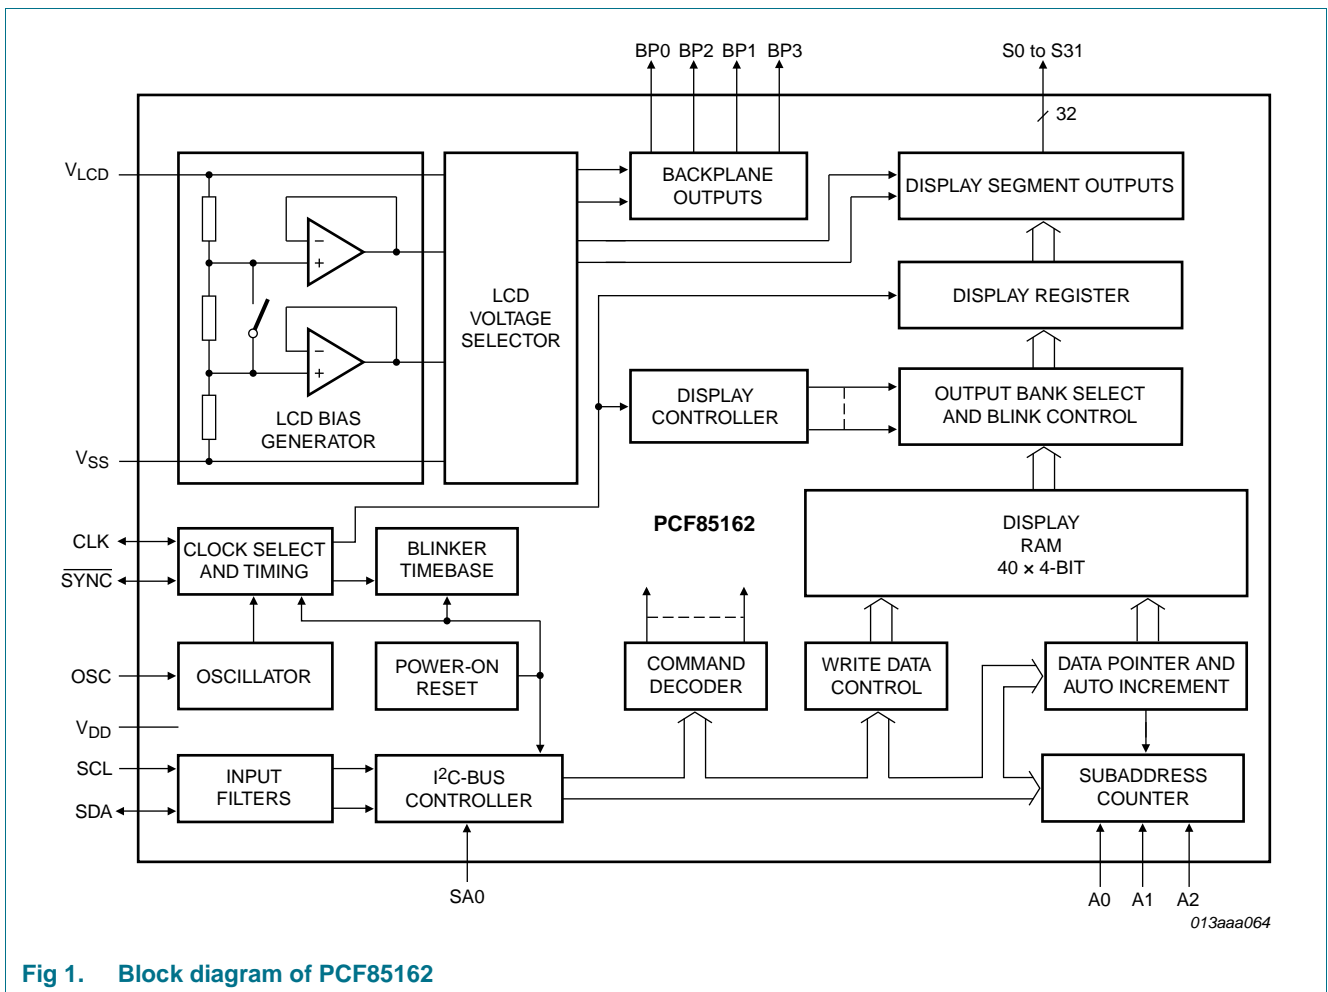 BP0 BP2 BP1 BP3
S0 to S31
32
VLCD
BACKPLANE
OUTPUTS
DISPLAY SEGMENT OUTPUTS
−
+
LCD
VOLTAGE
SELECTOR
DISPLAY REGISTER
−
+
LCD BIAS
GENERATOR
DISPLAY
CONTROLLER
OUTPUT BANK SELECT
AND BLINK CONTROL
VSS
PCF85162
DISPLAY
RAM
40 × 4-BIT
CLK
SYNC
CLOCK SELECT
AND TIMING
BLINKER
TIMEBASE
OSC
OSCILLATOR
POWER-ON
RESET
COMMAND
DECODER
WRITE DATA
CONTROL
DATA POINTER AND
AUTO INCREMENT
VDD
SCL
SDA
INPUT
FILTERS
I2C-BUS
CONTROLLER
SUBADDRESS
COUNTER
SA0
A0 A1 A2
013aaa064
Fig 1. Block diagram of PCF85162